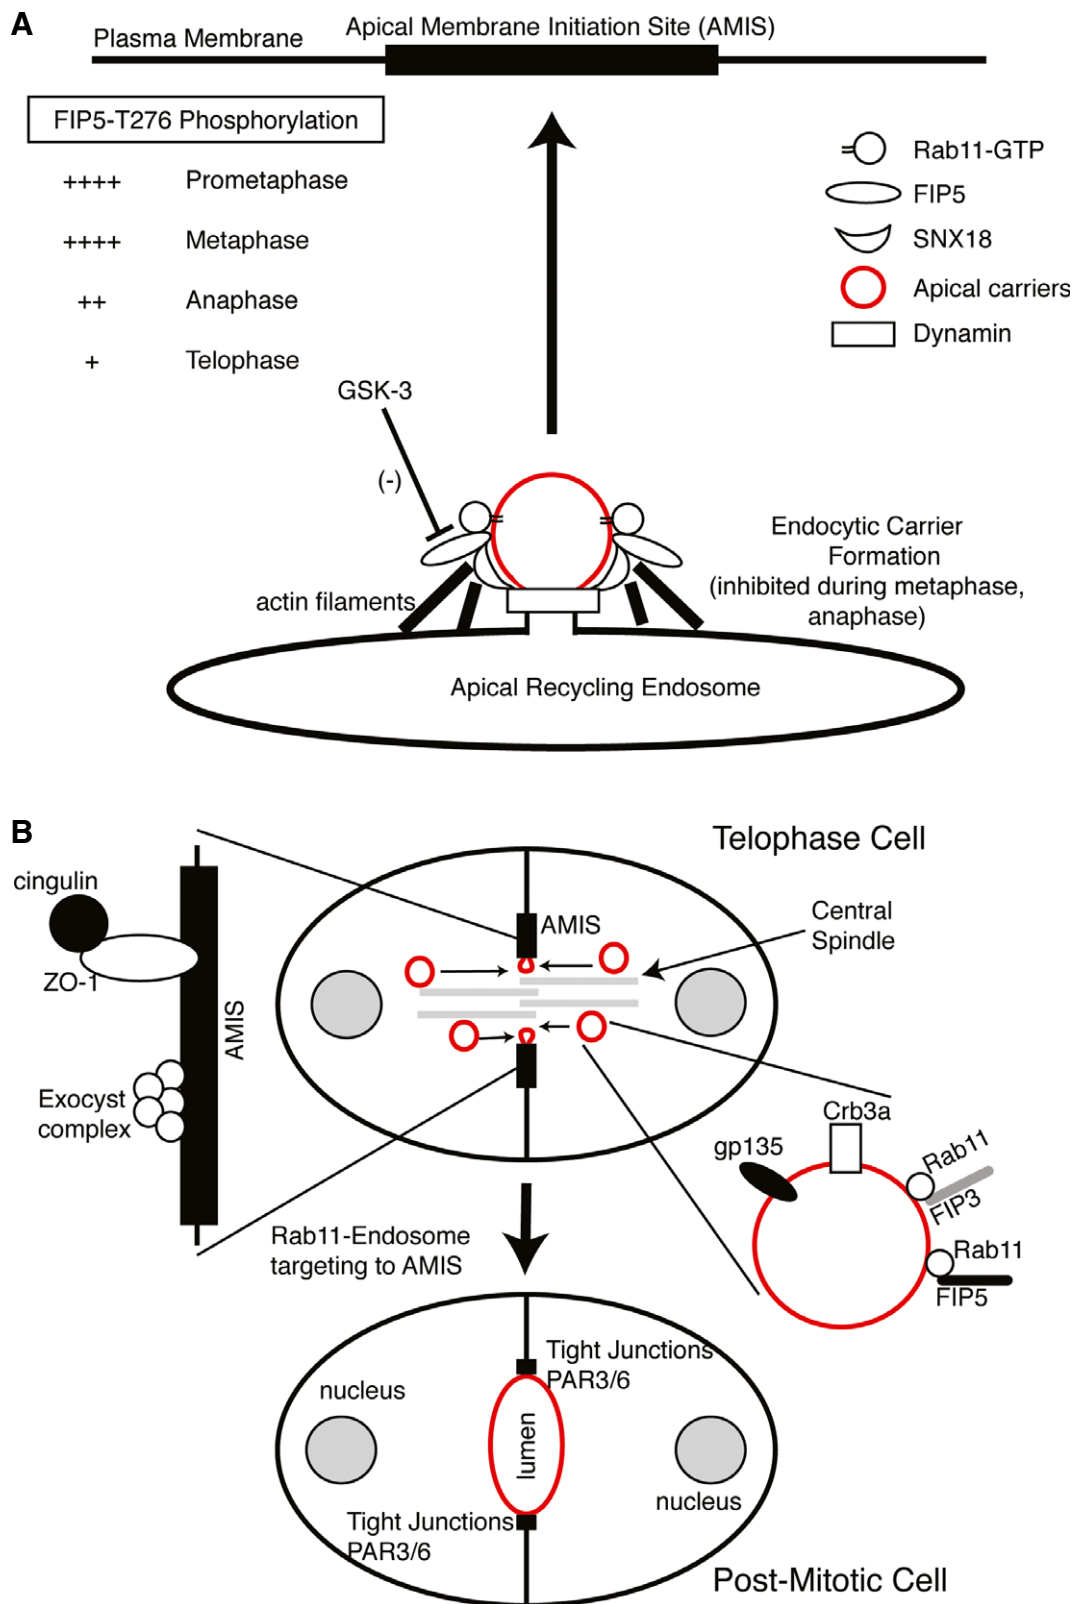 A
Apical Membrane Initiation Site (AMIS)
Plasma Membrane
FIP5-T276 Phosphorylation
++++ Prometaphase
++++ Metaphase
++ Anaphase
+ Telophase
Rab11-GTP
FIP5
SNX18
Apical carriers
Dynamin
GSK-3
(-)
actin filaments
Endocytic Carrier
Formation
(inhibited during metaphase,
anaphase)
Apical Recycling Endosome
B
Telophase Cell
cingulin
ZO-1
AMIS
Exocyst
complex
AMIS
Central
Spindle
Crb3a
gp135
Rab11
FIP3
Rab11
FIP5
Rab11-Endosome
targeting to AMIS
Tight Junctions
PAR3/6
nucleus
lumen
nucleus
Tight Junctions
PAR3/6
Post-Mitotic Cell